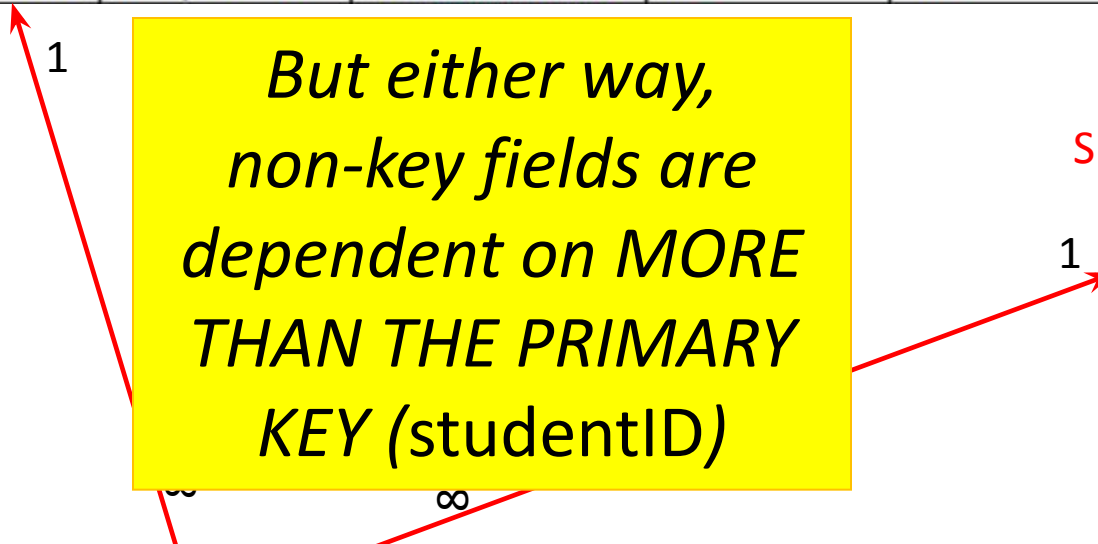 1
But either way,
non-key fields are
dependent on MORE
THAN THE PRIMARY
KEY (studentID)
S
1
∞
∞